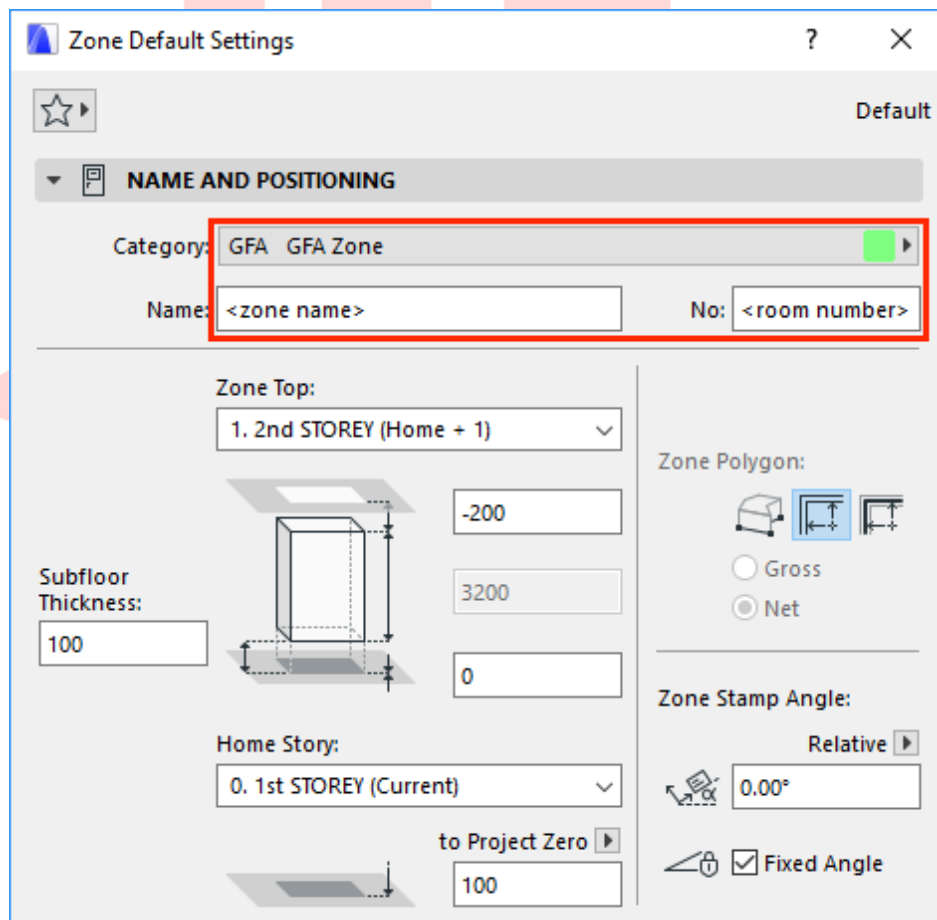 Zone Default Settings ?
Default
NAME AND POSITIONING
Category: GFA GFA Zone
Name: <zone name> No: <room number>
Zone Top:
1. 2nd STOREY (Home + 1)
-200
3200
0
Subfloor
Thickness:
100
Home Story:
0. 1st STOREY (Current)
to Project Zero
100
Zone Polygon:
Gross
Net
Zone Stamp Angle:
Relative
α 0.00°
Fixed Angle